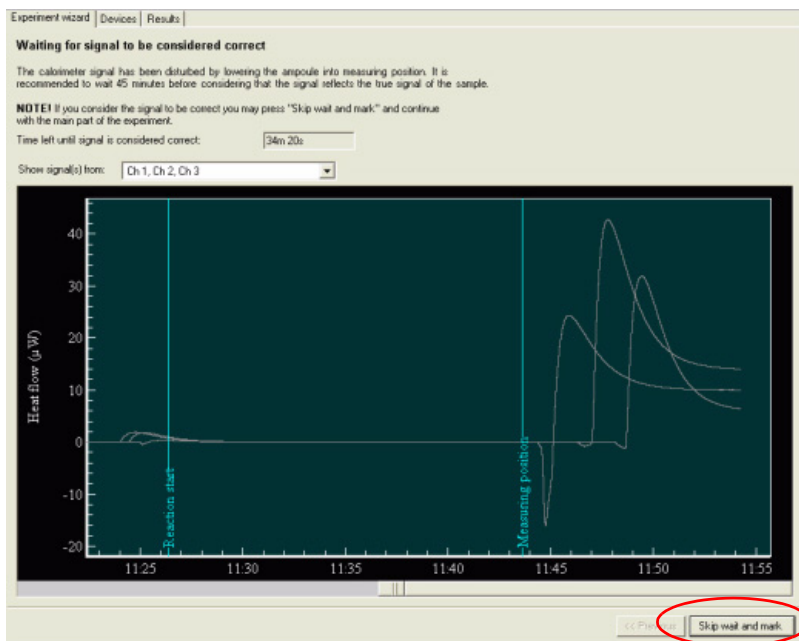 Experiment wizard Devices Results
Waiting for signal to be considered correct
The calorimeter signal has been disturbed by lowering the ampoule into measuring position. It is
recommended to wait 45 minutes before considering that the signal reflects the true signal of the sample.
NOTE! If you consider the signal to be correct you may press "Skip wait and mark" and continue
with the main part of the experiment.
Time left until signal is considered correct: 34m 20s
Show signal(s) from: Ch 1, Ch 2, Ch 3
Heat flow (µW)
40
30
20
10
0
-10
-20
Reaction start
Measuring position
11:25 11:30 11:35 11:40 11:45 11:50 11:55
<< Previous Skip wait and mark